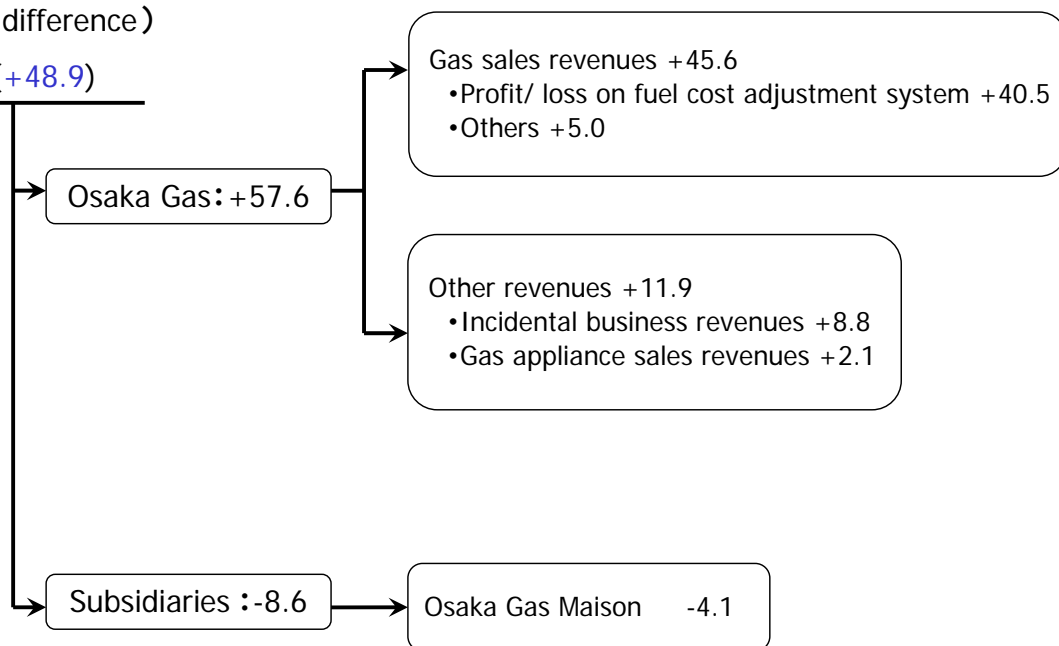 difference)
(+48.9)
Gas sales revenues +45.6
•Profit/ loss on fuel cost adjustment system +40.5
•Others +5.0
Osaka Gas:+57.6
Other revenues +11.9
•Incidental business revenues +8.8
•Gas appliance sales revenues +2.1
Subsidiaries :-8.6
Osaka Gas Maison -4.1